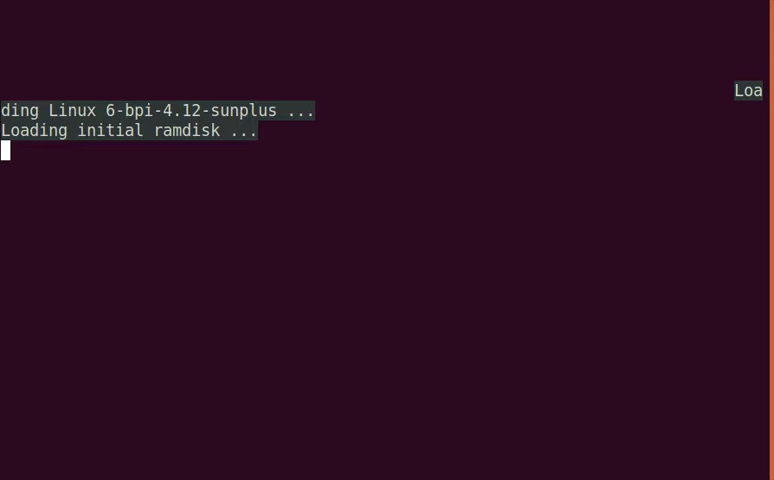 Loa
ding Linux 6-bpi-4.12-sunplus ...
Loading initial ramdisk ...